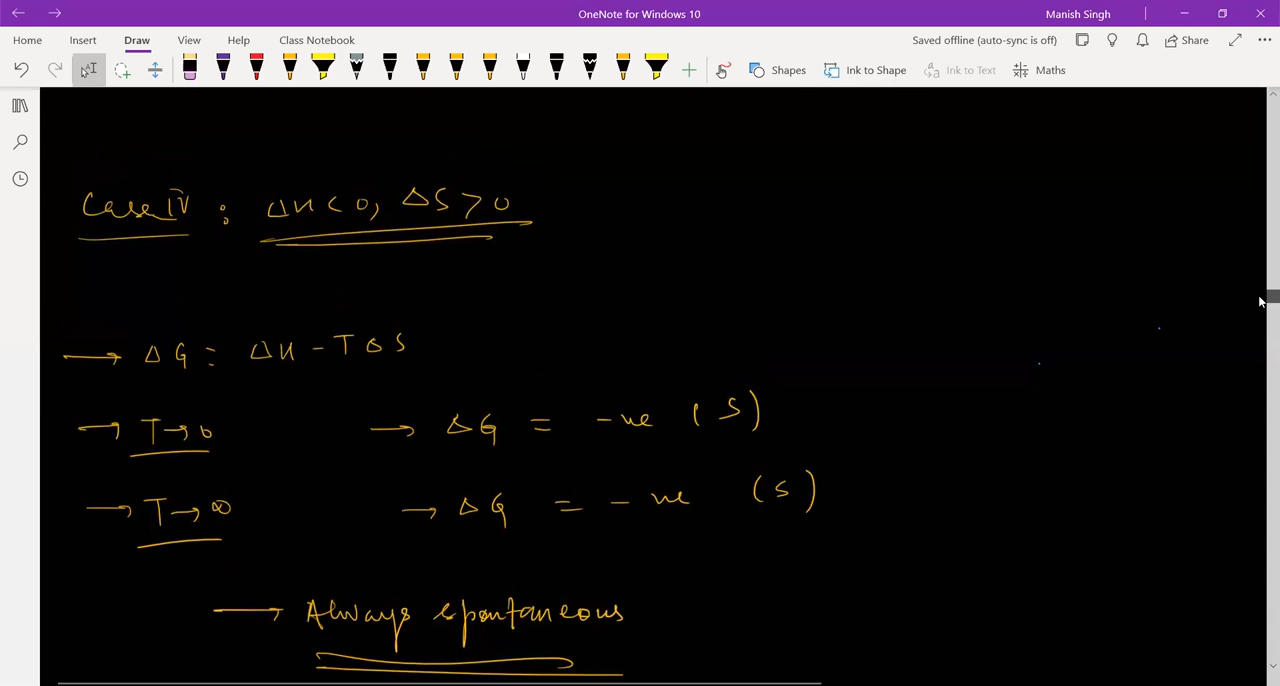 OneNote for Windows 10
Manish Singh
Home Insert Draw View Help Class Notebook
Saved offline (auto-sync is off) Share
Shapes Ink to Shape Ink to Text Maths
Case IV : ΔH < 0, ΔS > 0
→ ΔG = ΔH - TΔS
→ T → 0 → ΔG = -ve (S)
→ T → ∞ → ΔG = -ve (S)
→ Always spontaneous